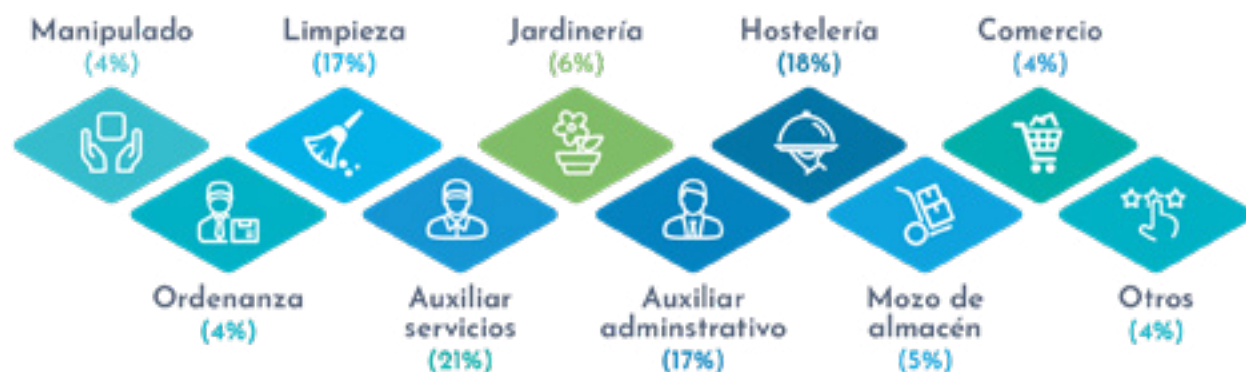 Manipulado
(4%)
Limpieza
(17%)
Jardinería
(6%)
Hostelería
(18%)
Comercio
(4%)
Ordenanza
(4%)
Auxiliar
servicios
(21%)
Auxiliar
adminstrativo
(17%)
Mozo de
almacén
(5%)
Otros
(4%)